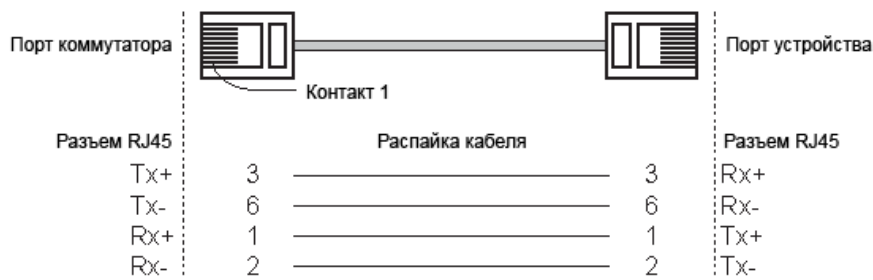 Порт коммутатора Порт устройства
Контакт 1
Разъем RJ45 Распайка кабеля Разъем RJ45
Tx+ 3 3 Rx+
Tx- 6 6 Rx-
Rx+ 1 1 Tx+
Rx- 2 2 Tx-